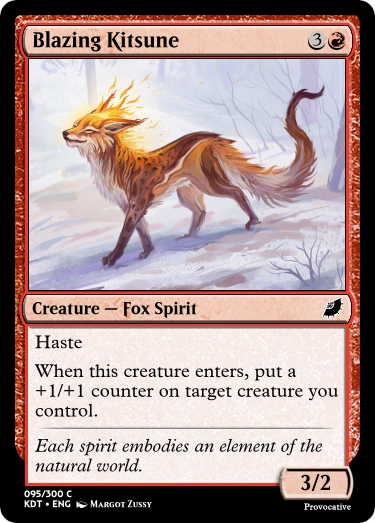 Blazing Kitsune 3
Creature — Fox Spirit
Haste
When this creature enters, put a
+1/+1 counter on target creature you
control.
Each spirit embodies an element of the
natural world.
3/2
095/300 C
KDT • ENG Margot Zussy
Provocative